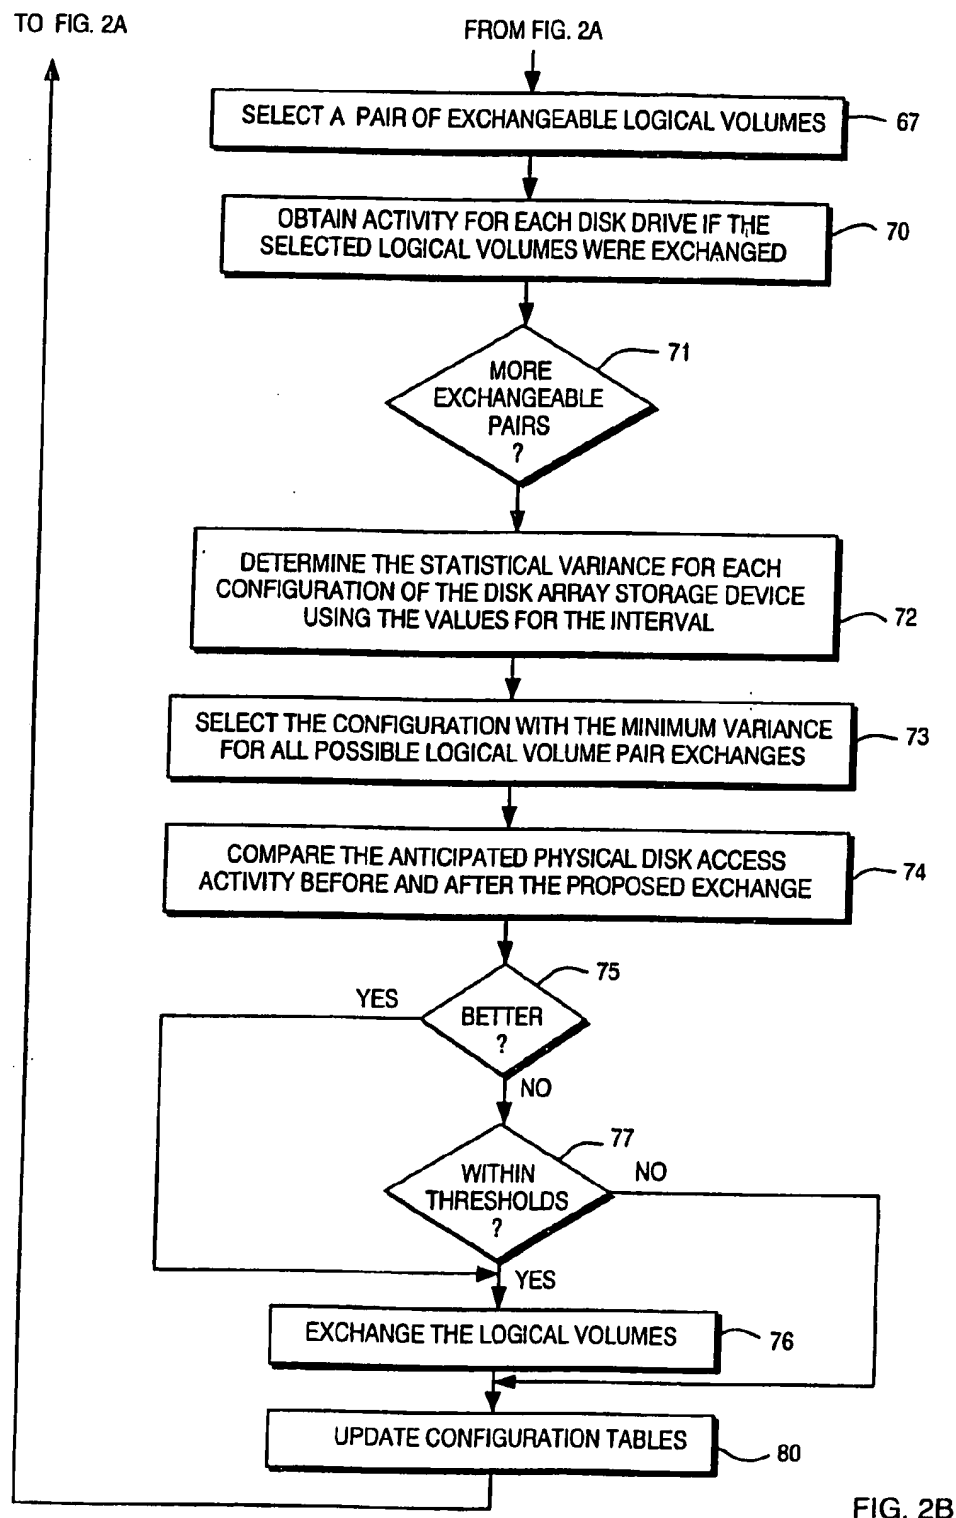 TO FIG. 2A
FROM FIG. 2A
SELECT A PAIR OF EXCHANGEABLE LOGICAL VOLUMES
67
OBTAIN ACTIVITY FOR EACH DISK DRIVE IF THE
SELECTED LOGICAL VOLUMES WERE EXCHANGED
70
MORE
EXCHANGEABLE
PAIRS
?
71
DETERMINE THE STATISTICAL VARIANCE FOR EACH
CONFIGURATION OF THE DISK ARRAY STORAGE DEVICE
USING THE VALUES FOR THE INTERVAL
72
SELECT THE CONFIGURATION WITH THE MINIMUM VARIANCE
FOR ALL POSSIBLE LOGICAL VOLUME PAIR EXCHANGES
73
COMPARE THE ANTICIPATED PHYSICAL DISK ACCESS
ACTIVITY BEFORE AND AFTER THE PROPOSED EXCHANGE
74
75
YES
BETTER
?
NO
77
WITHIN
THRESHOLDS
?
NO
YES
EXCHANGE THE LOGICAL VOLUMES
76
UPDATE CONFIGURATION TABLES
80
FIG. 2B